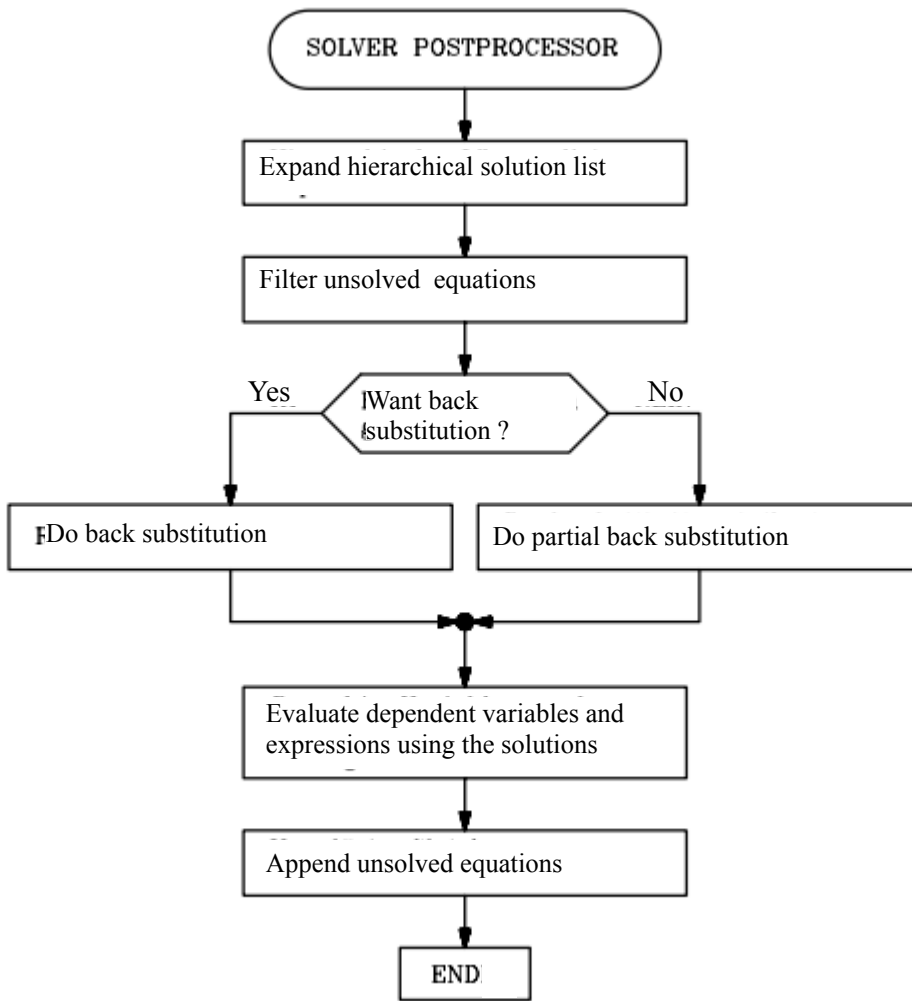 SOLVER POSTPROCESSOR
Expand hierarchical solution list
Filter unsolved equations
Yes
No
Want back
substitution ?
Do back substitution
Do partial back substitution
Evaluate dependent variables and
expressions using the solutions
Append unsolved equations
END